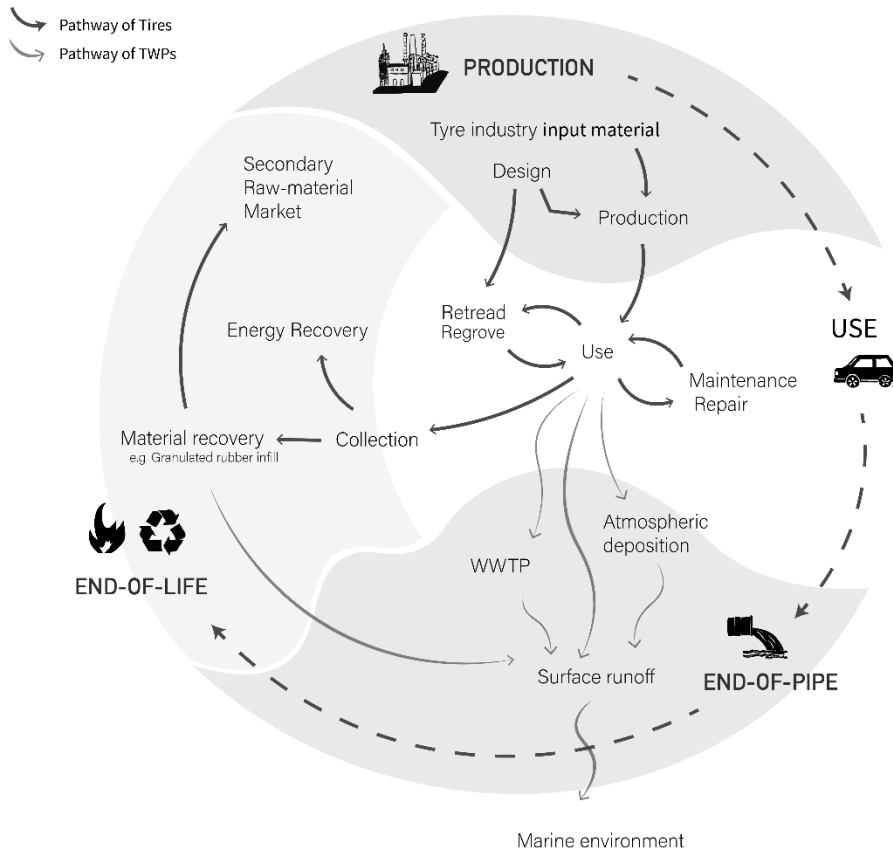 Pathway of Tires
Pathway of TWPs
PRODUCTION
Tyre industry input material
Design
Production
Secondary
Raw-material
Market
Retread
Regrove
Energy Recovery
Use
USE
Maintenance
Repair
Material recovery
e.g. Granulated rubber infill
Collection
Atmospheric
deposition
WWTP
END-OF-LIFE
Surface runoff
END-OF-PIPE
Marine environment